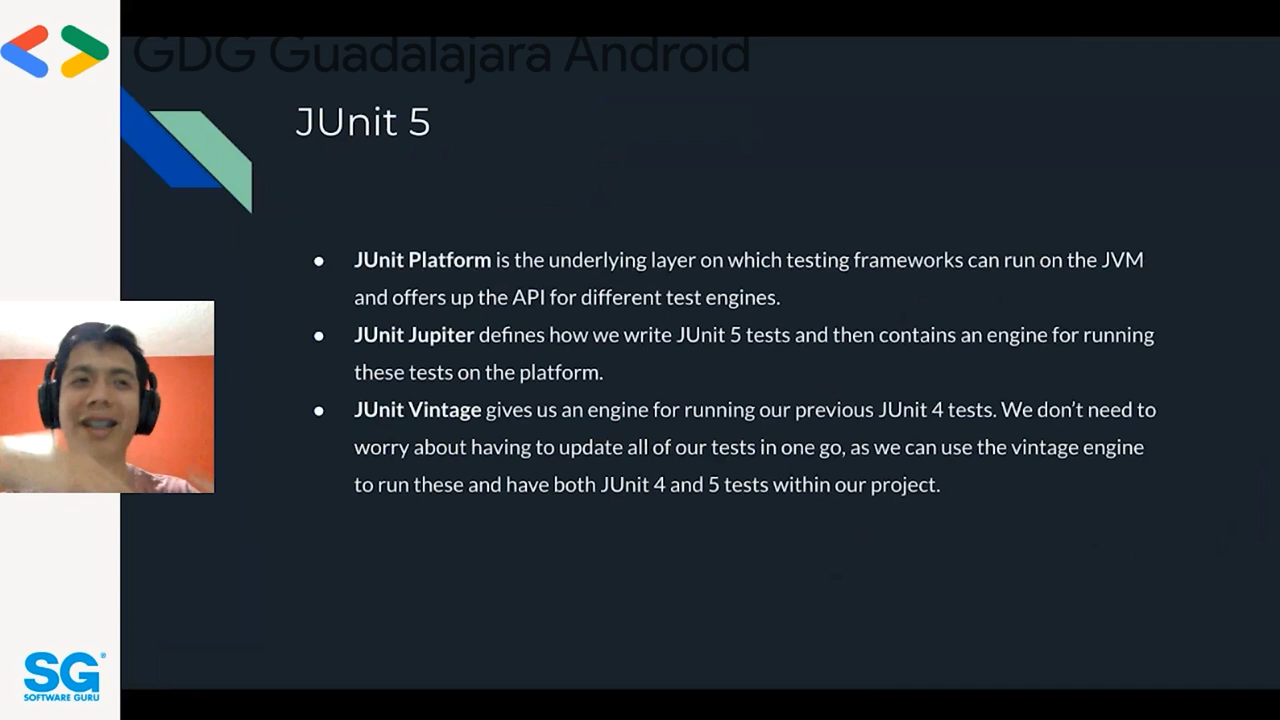 GDG Guadalajara Android
JUnit 5
● JUnit Platform is the underlying layer on which testing frameworks can run on the JVM
and offers up the API for different test engines.
● JUnit Jupiter defines how we write JUnit 5 tests and then contains an engine for running
these tests on the platform.
● JUnit Vintage gives us an engine for running our previous JUnit 4 tests. We don’t need to
worry about having to update all of our tests in one go, as we can use the vintage engine
to run these and have both JUnit 4 and 5 tests within our project.
SG®
SOFTWARE GURU